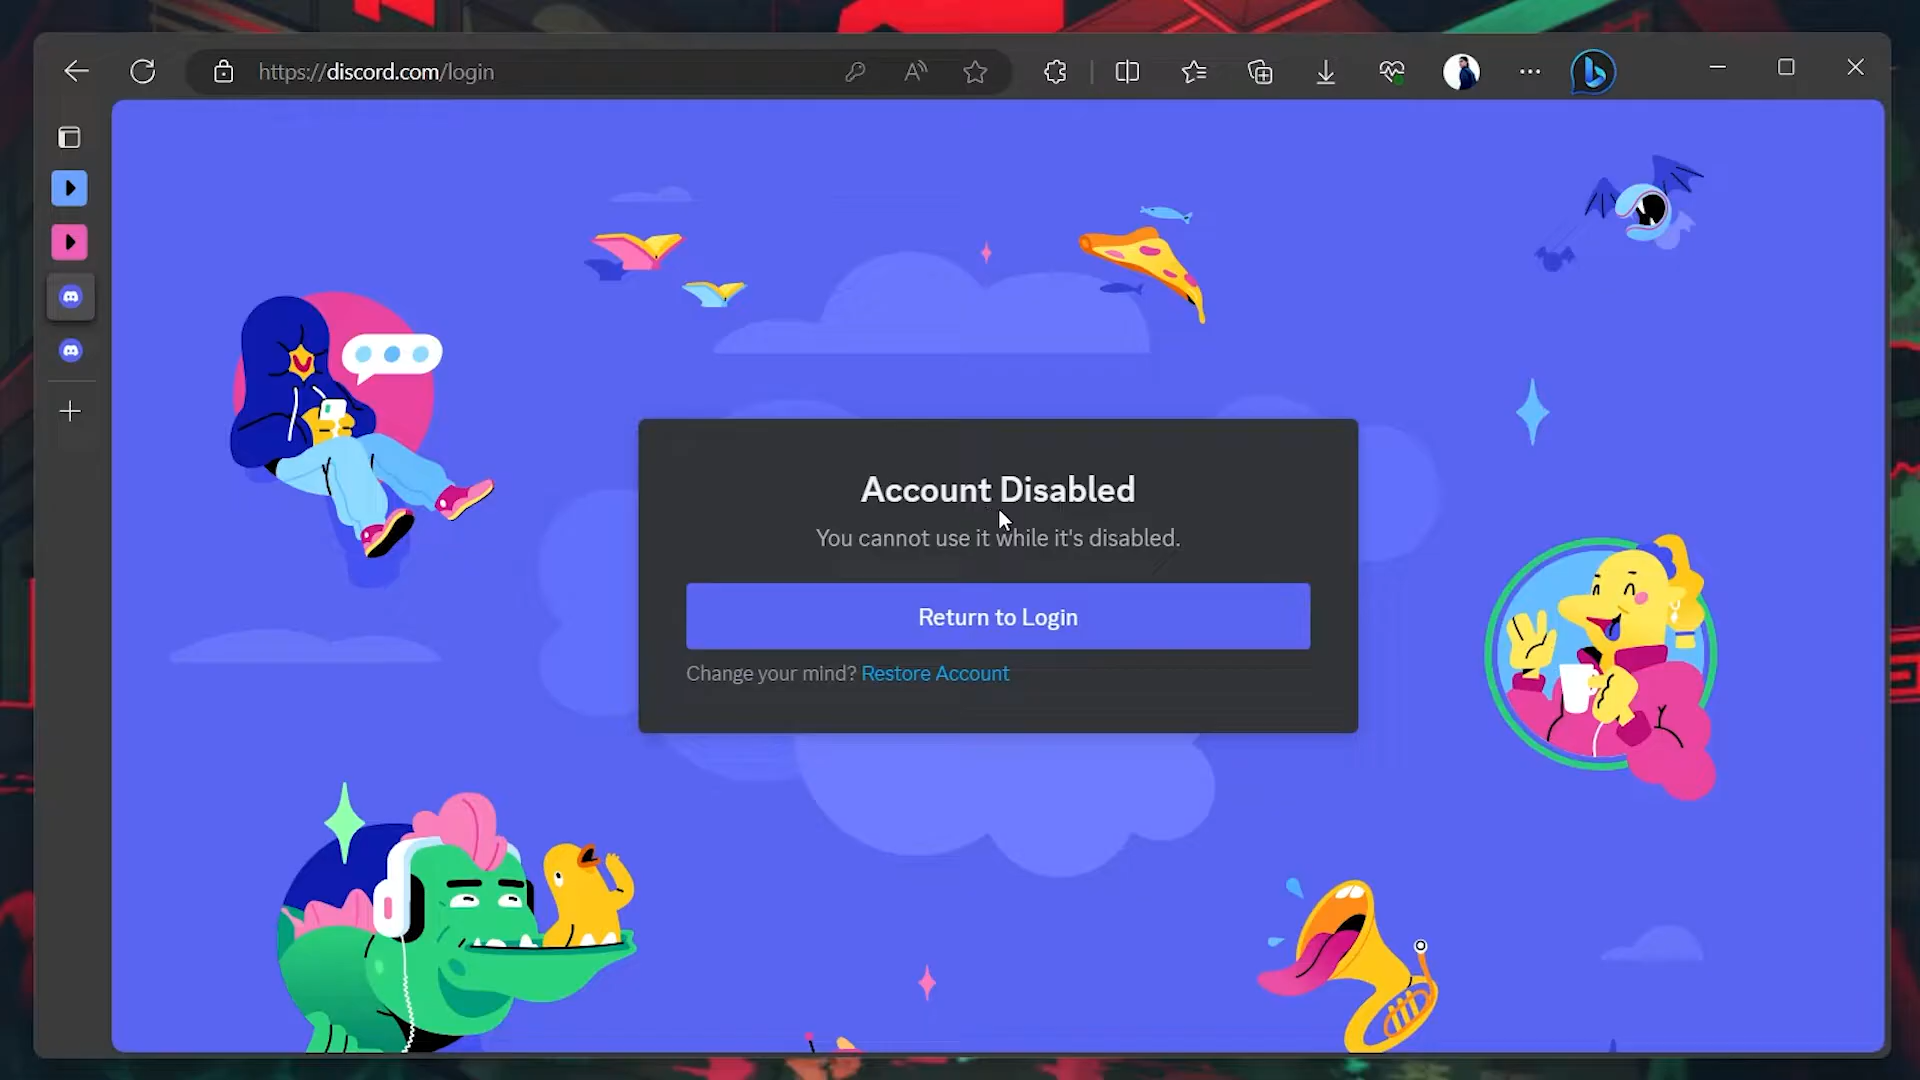 https://discord.com/login
Account Disabled
You cannot use it while it's disabled.
Return to Login
Change your mind? Restore Account